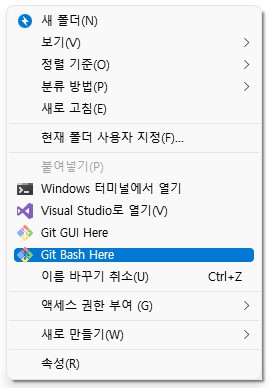 새 폴더(N)
보기(V)
정렬 기준(O)
분류 방법(P)
새로 고침(E)
현재 폴더 사용자 지정(F)...
붙여넣기(P)
Windows 터미널에서 열기
Visual Studio로 열기(V)
Git GUI Here
Git Bash Here
이름 바꾸기 취소(U) Ctrl+Z
액세스 권한 부여 (G)
새로 만들기(W)
속성(R)